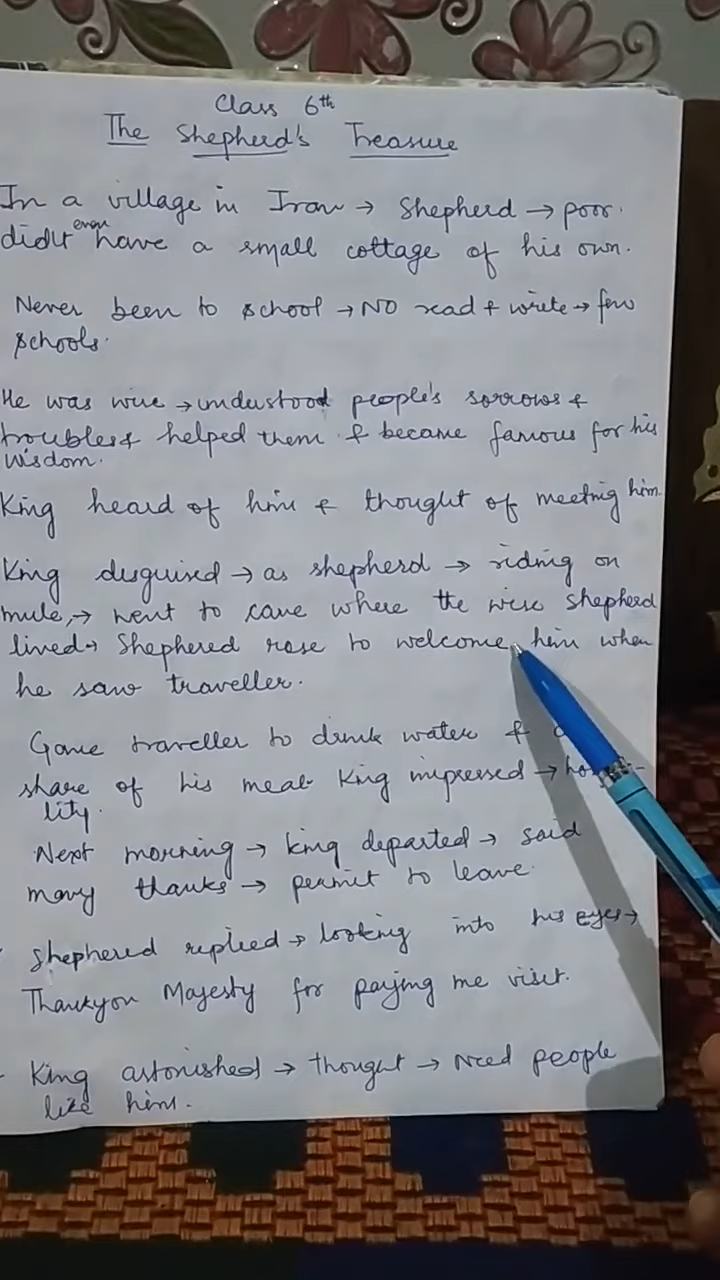 Class 6th
The Shepherd's Treasure
In a village in Iran → Shepherd → poor.
didn't even have a small cottage of his own.
Never been to school → NO read + write → few
schools.
He was wise → understood people's sorrows &
troubles & helped them & became famous for his
wisdom.
King heard of him & thought of meeting him
King disguised → as shepherd → riding on
mule, → went to cave where the wise shepherd
lived → Shephered rose to welcome him when
he saw traveller.
Gave traveller to drink water &
share of his meal King impressed →
lity.
Next morning → king departed → said
many thanks → permit to leave.
Shephered replied → looking into his eyes →
Thankyou Majesty for paying me visit.
King astonished → thought → Need people
like him.